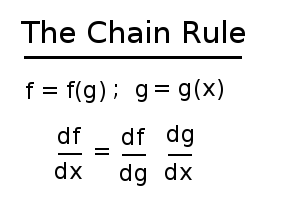 The Chain Rule
f = f(g) ; g = g(x)
df/dx = df/dg dg/dx